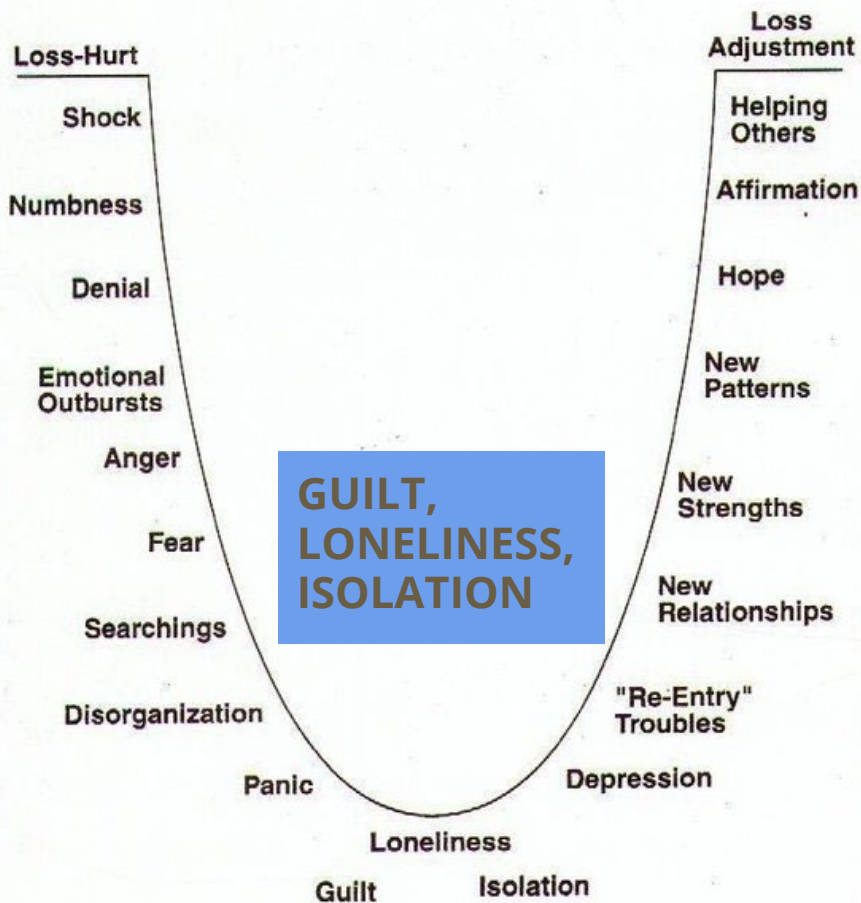 Loss-Hurt
Shock
Numbness
Denial
Emotional
Outbursts
Anger
Fear
Searchings
Disorganization
Panic
Guilt
Loneliness
Isolation
Depression
"Re-Entry"
Troubles
New
Relationships
New
Strengths
New
Patterns
Hope
Affirmation
Helping
Others
Loss
Adjustment
GUILT,
LONELINESS,
ISOLATION